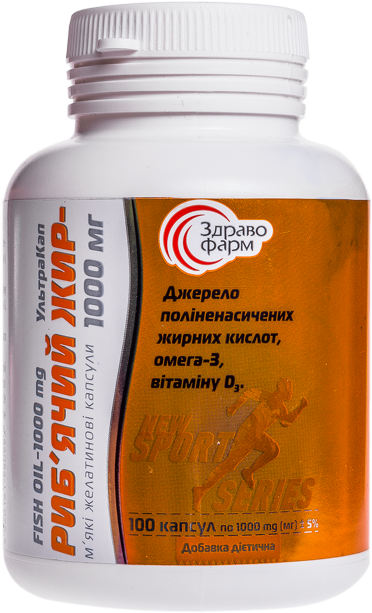 Здраво
фарм
FISH OIL-1000 mg УльтраКап
РИБ'ЯЧИЙ ЖИР-
1000 мг
м'які желатинові капсули
Джерело
поліненасичених
жирних кислот,
омега-3,
вітаміну D₃.
NEW
SPORT
SERIES
100 капсул по 1000 mg (мг) ± 5%
Добавка дієтична